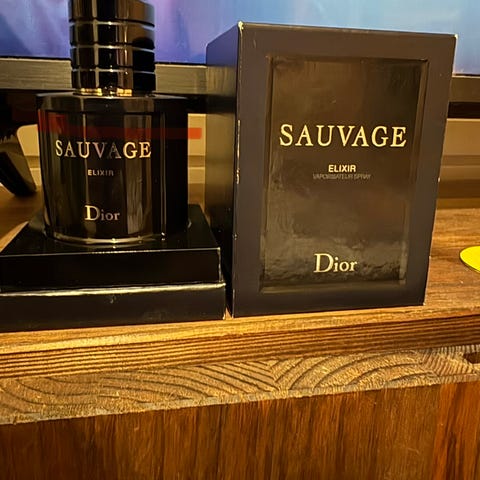 SAUVAGE
ELIXIR
Dior
SAUVAGE
ELIXIR
VAPORISATEUR SPRAY
Dior